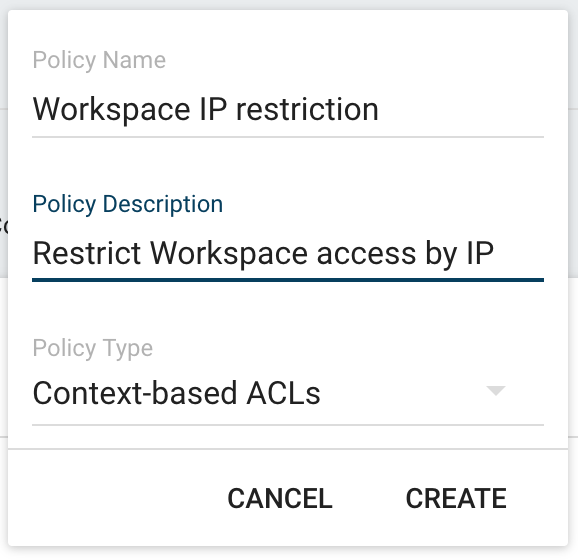 Policy Name
Workspace IP restriction
Policy Description
Restrict Workspace access by IP
Policy Type
Context-based ACLs
CANCEL CREATE